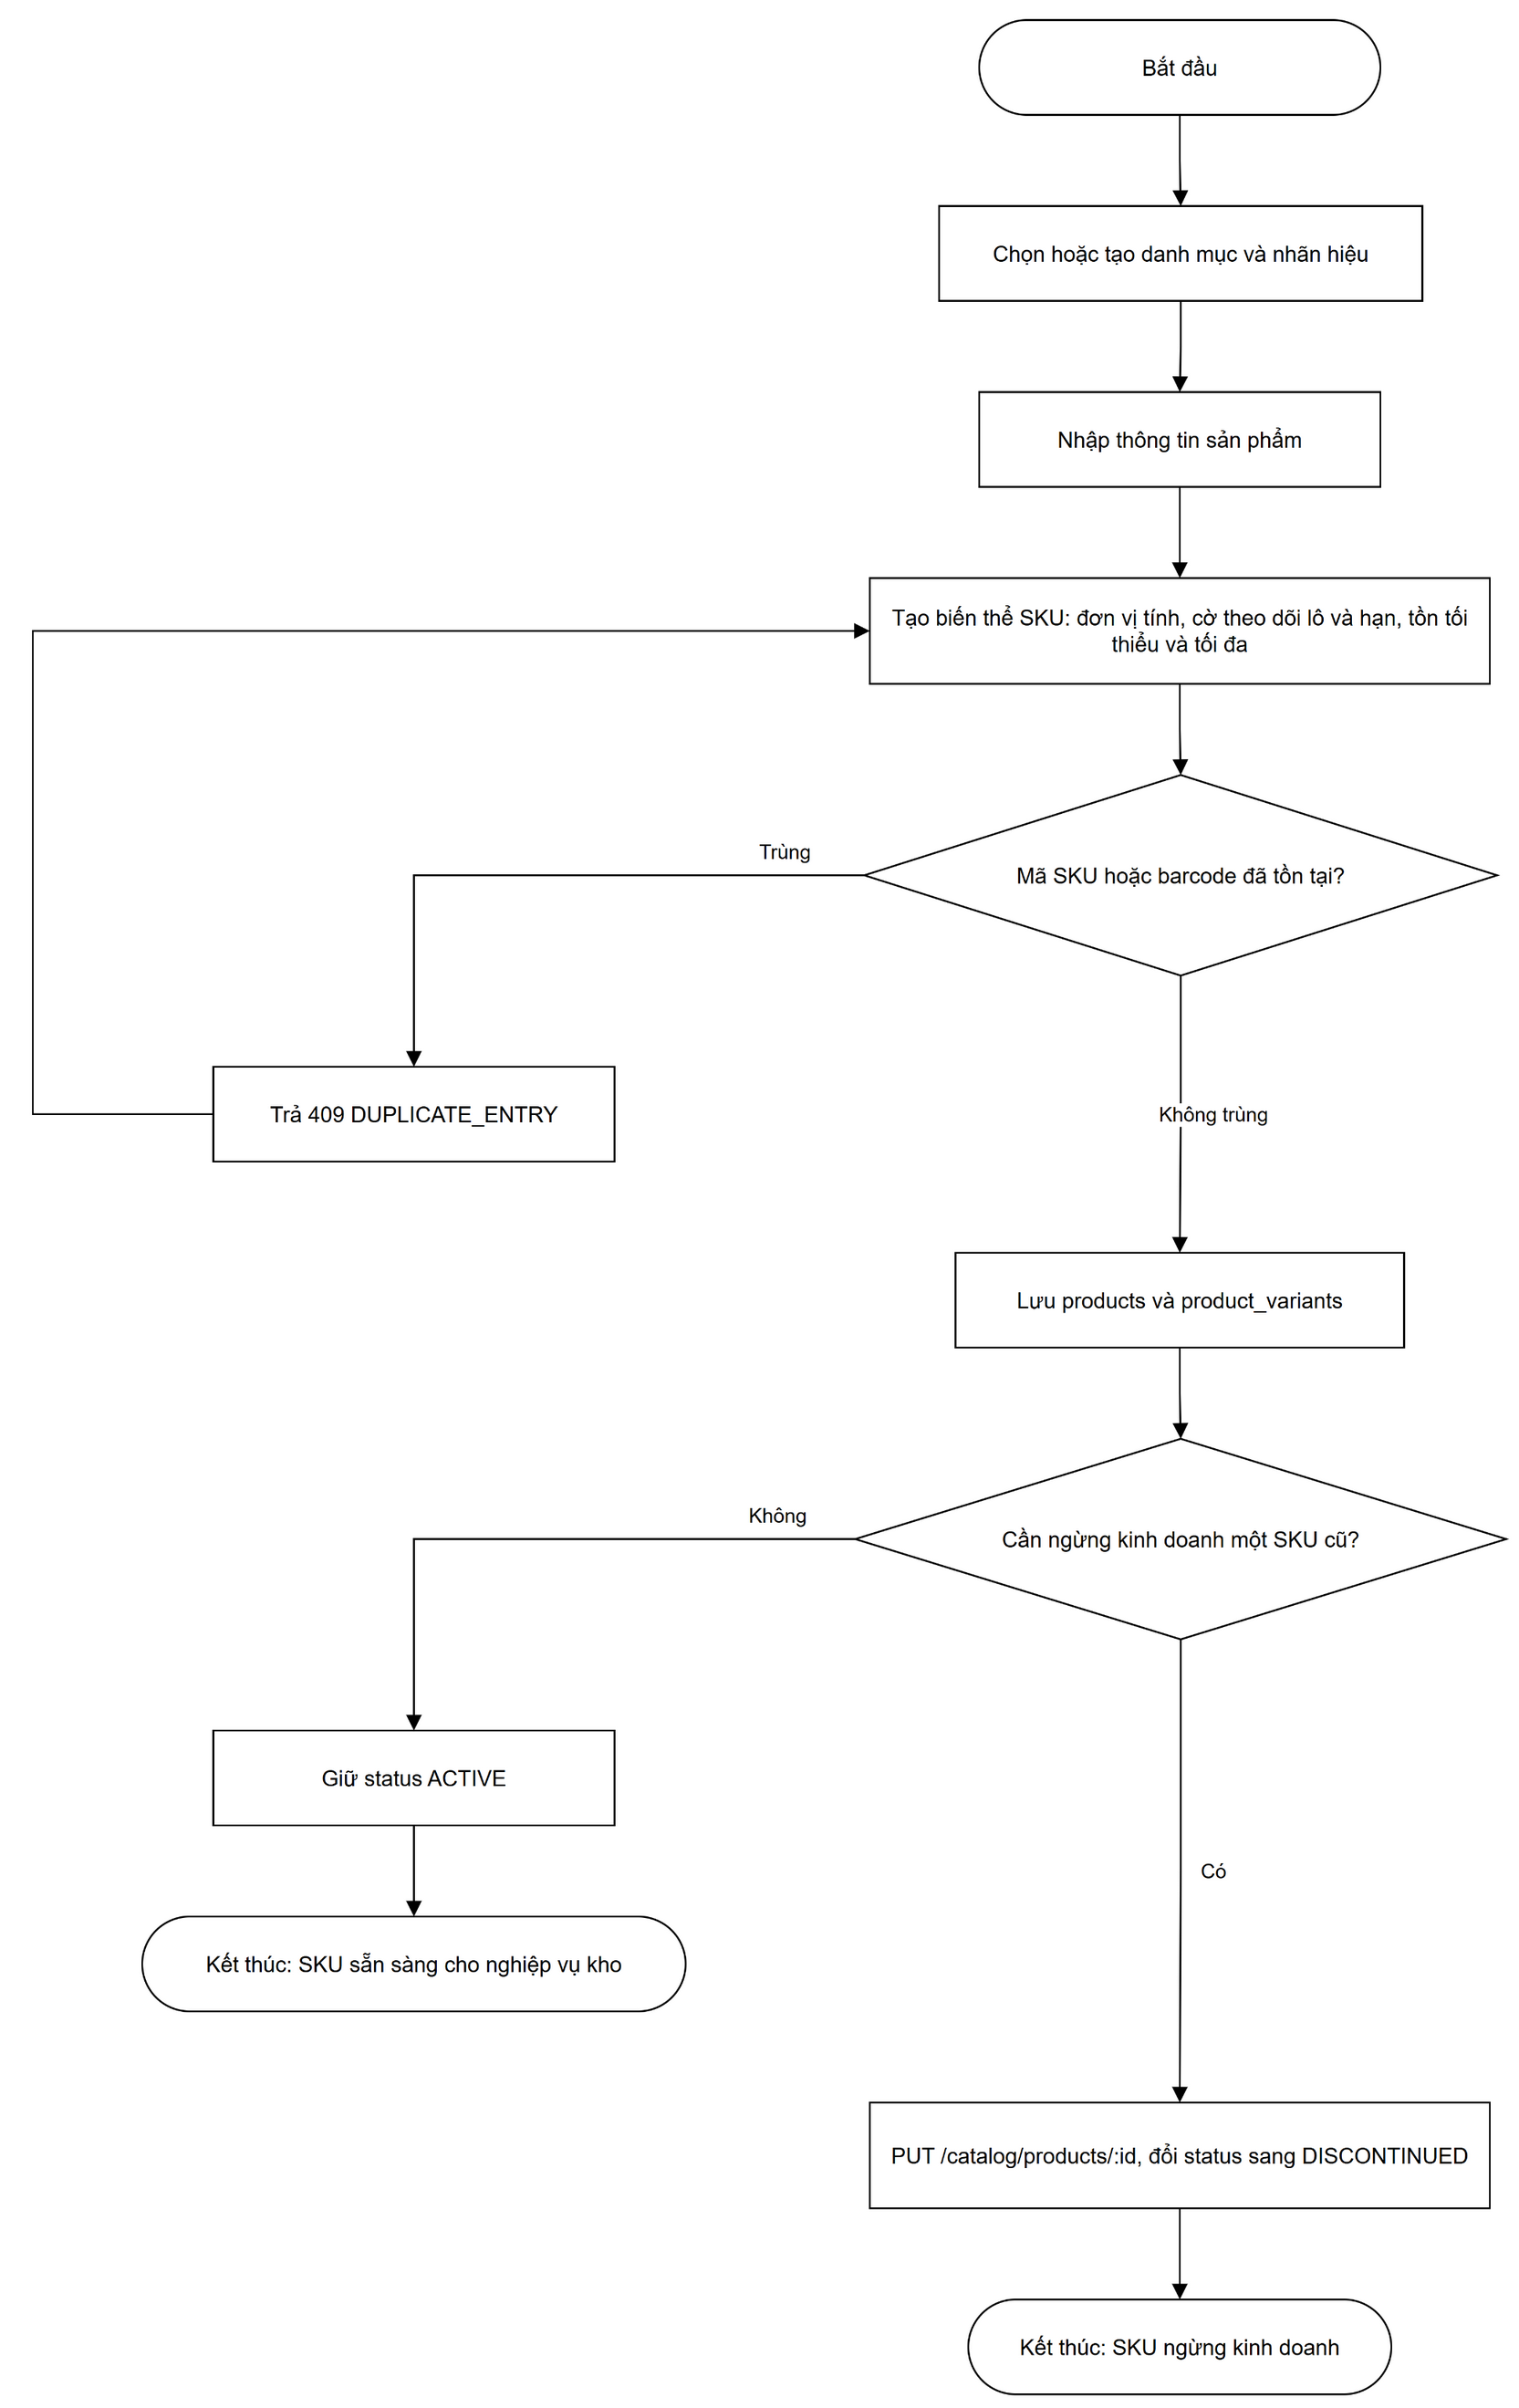 Bắt đầu
Chọn hoặc tạo danh mục và nhãn hiệu
Nhập thông tin sản phẩm
Tạo biến thể SKU: đơn vị tính, cờ theo dõi lô và hạn, tồn tối
thiểu và tối đa
Trùng
Mã SKU hoặc barcode đã tồn tại?
Trả 409 DUPLICATE_ENTRY
Không trùng
Lưu products và product_variants
Không
Cần ngừng kinh doanh một SKU cũ?
Giữ status ACTIVE
Có
Kết thúc: SKU sẵn sàng cho nghiệp vụ kho
PUT /catalog/products/:id, đổi status sang DISCONTINUED
Kết thúc: SKU ngừng kinh doanh